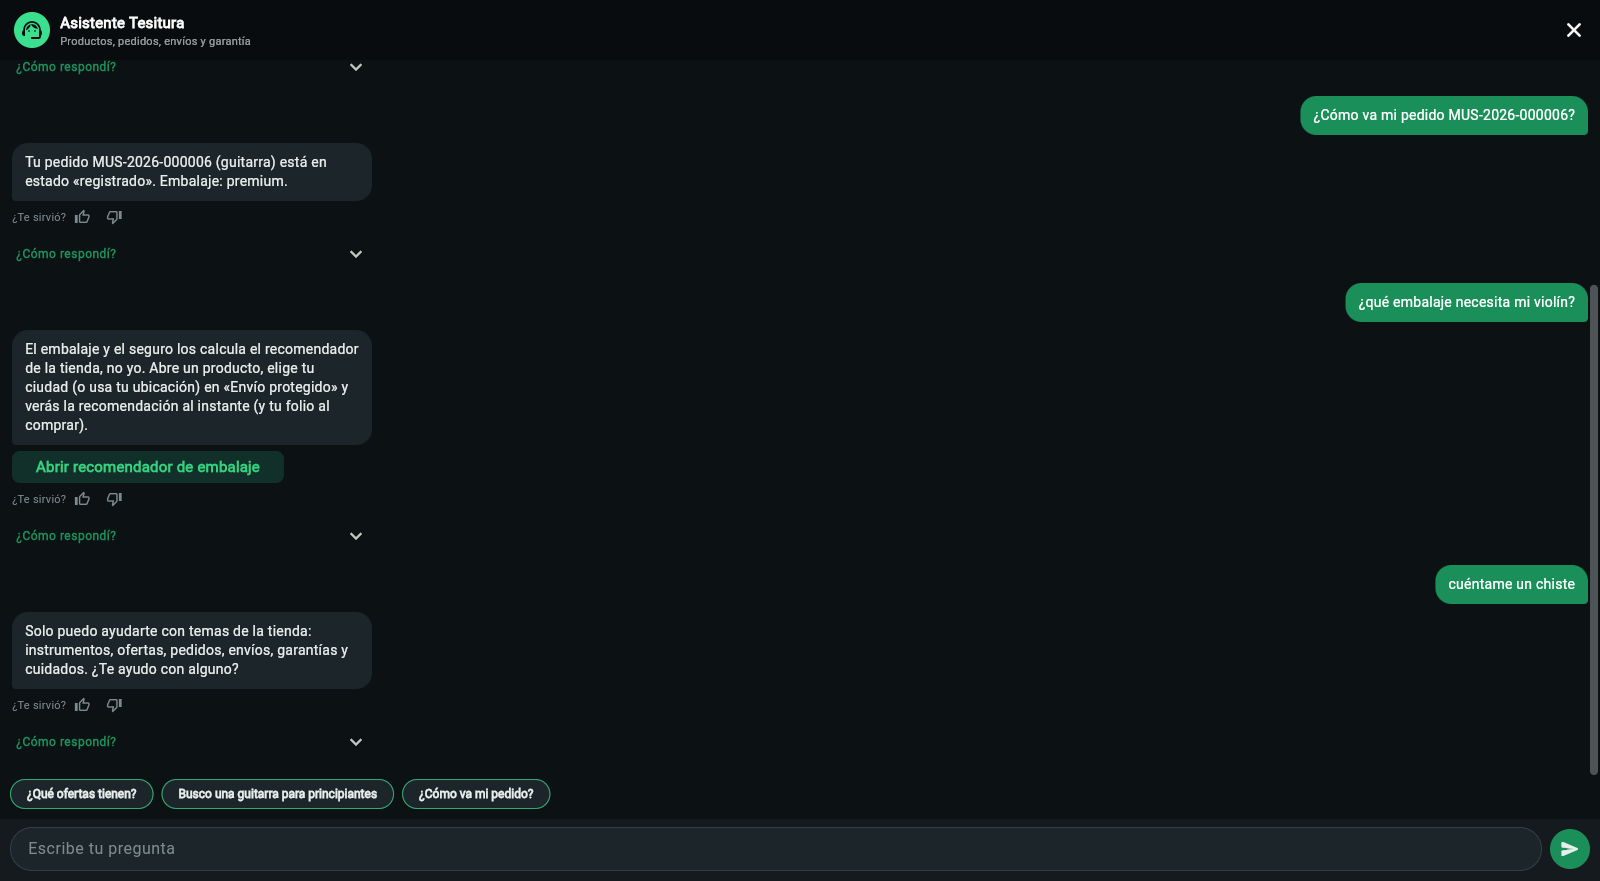 Asistente Tesitura
Productos, pedidos, envíos y garantía
¿Cómo respondí?
¿Cómo va mi pedido MUS-2026-000006?
Tu pedido MUS-2026-000006 (guitarra) está en
estado «registrado». Embalaje: premium.
¿Te sirvió?
¿Cómo respondí?
¿qué embalaje necesita mi violín?
El embalaje y el seguro los calcula el recomendador
de la tienda, no yo. Abre un producto, elige tu
ciudad (o usa tu ubicación) en «Envío protegido» y
verás la recomendación al instante (y tu folio al
comprar).
Abrir recomendador de embalaje
¿Te sirvió?
¿Cómo respondí?
cuéntame un chiste
Solo puedo ayudarte con temas de la tienda:
instrumentos, ofertas, pedidos, envíos, garantías y
cuidados. ¿Te ayudo con alguno?
¿Te sirvió?
¿Cómo respondí?
¿Qué ofertas tienen?
Busco una guitarra para principiantes
¿Cómo va mi pedido?
Escribe tu pregunta